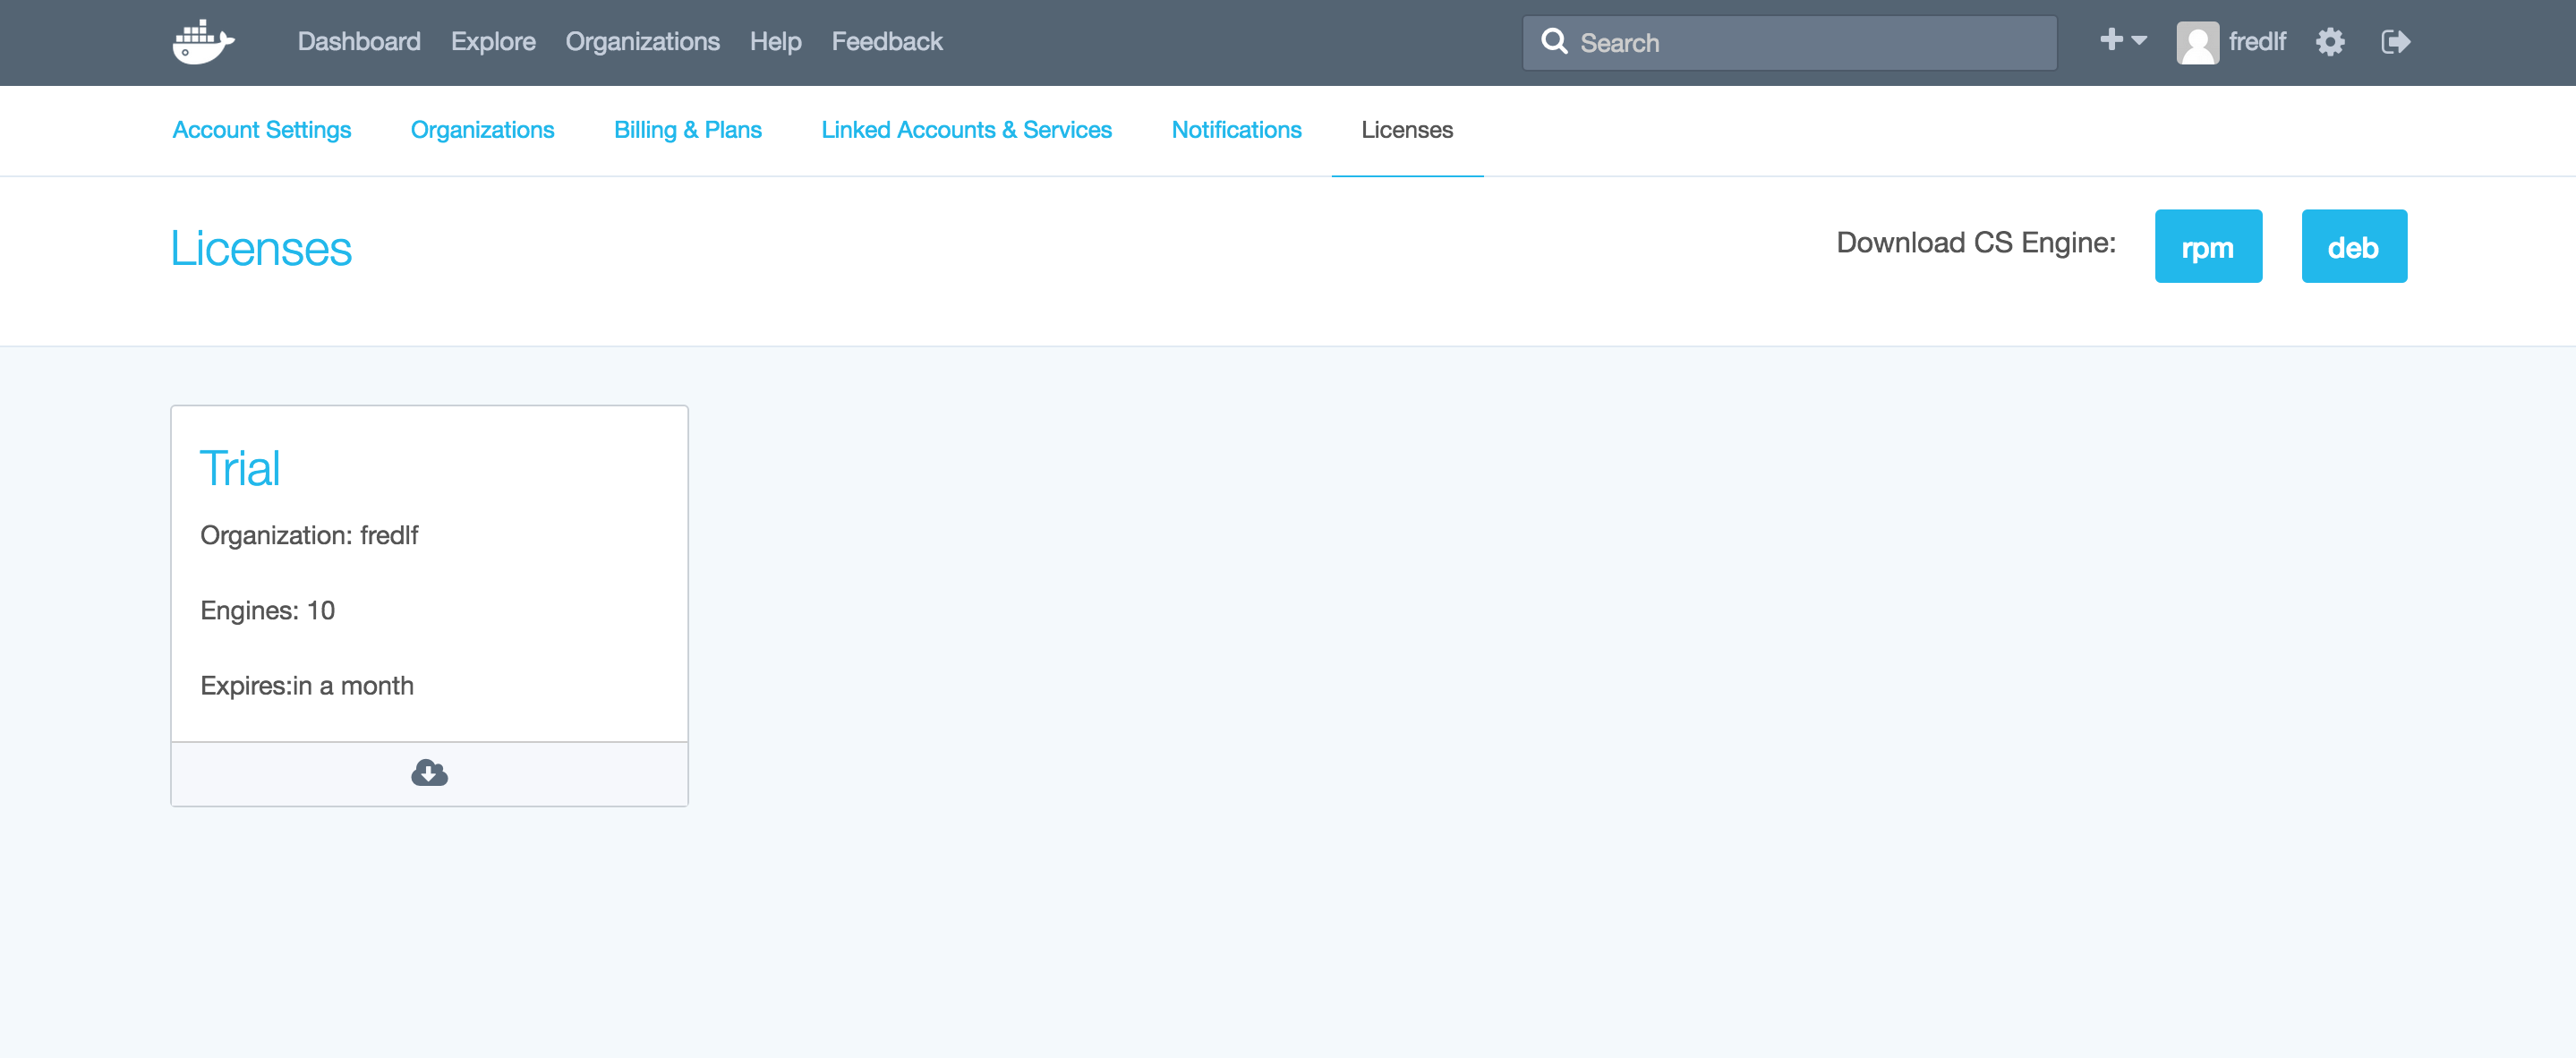 Dashboard Explore Organizations Help Feedback Search fredlf
Account Settings Organizations Billing & Plans Linked Accounts & Services Notifications Licenses
Licenses Download CS Engine: rpm deb
Trial
Organization: fredlf
Engines: 10
Expires:in a month